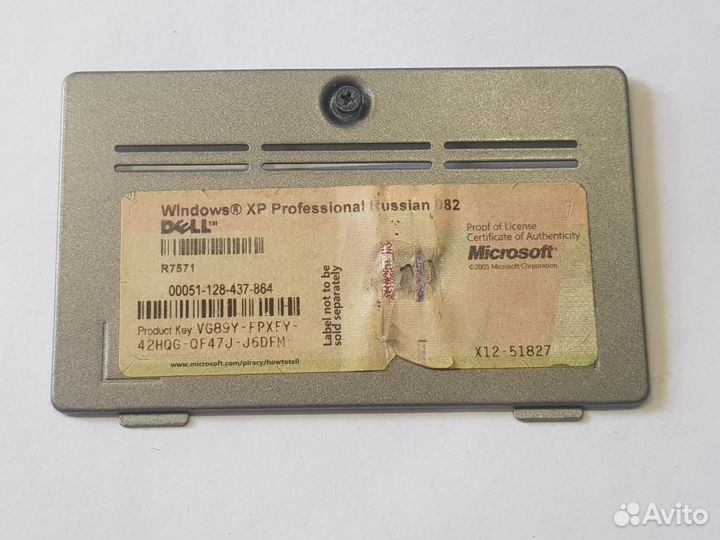 Windows® XP Professional Russian 082
DELL™
R7571
00051-128-437-864
Product Key: VG89Y-FPXFY-
42HQG-QF47J-J6DFM
www.microsoft.com/piracy/howtotell
Label not to be
sold separately
Proof of License
Certificate of Authenticity
Microsoft®
©2005 Microsoft Corporation
X12-51827
Avito